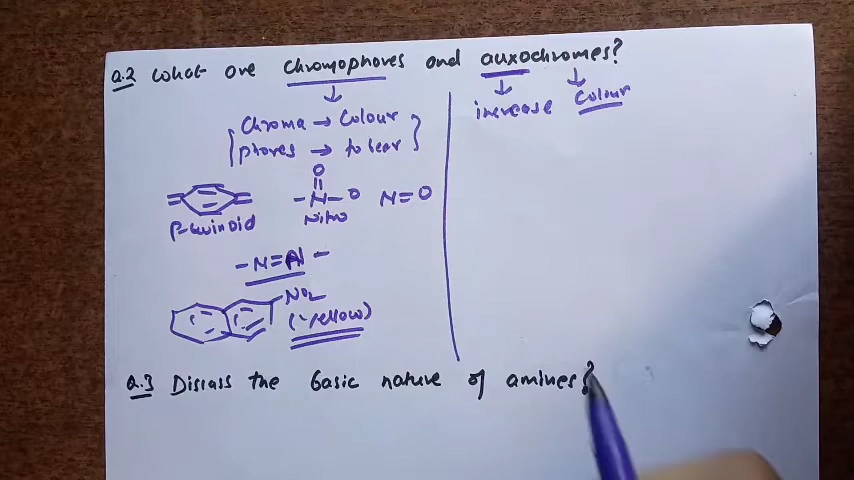 Q.2 What are chromophores and auxochromes?
Chroma → Colour
phores → to bear
increase Colour
O
-N-O N=O
p-Quinoid Nitro
-N=N-
NO2
(Yellow)
Q.3 Discuss the basic nature of amines?